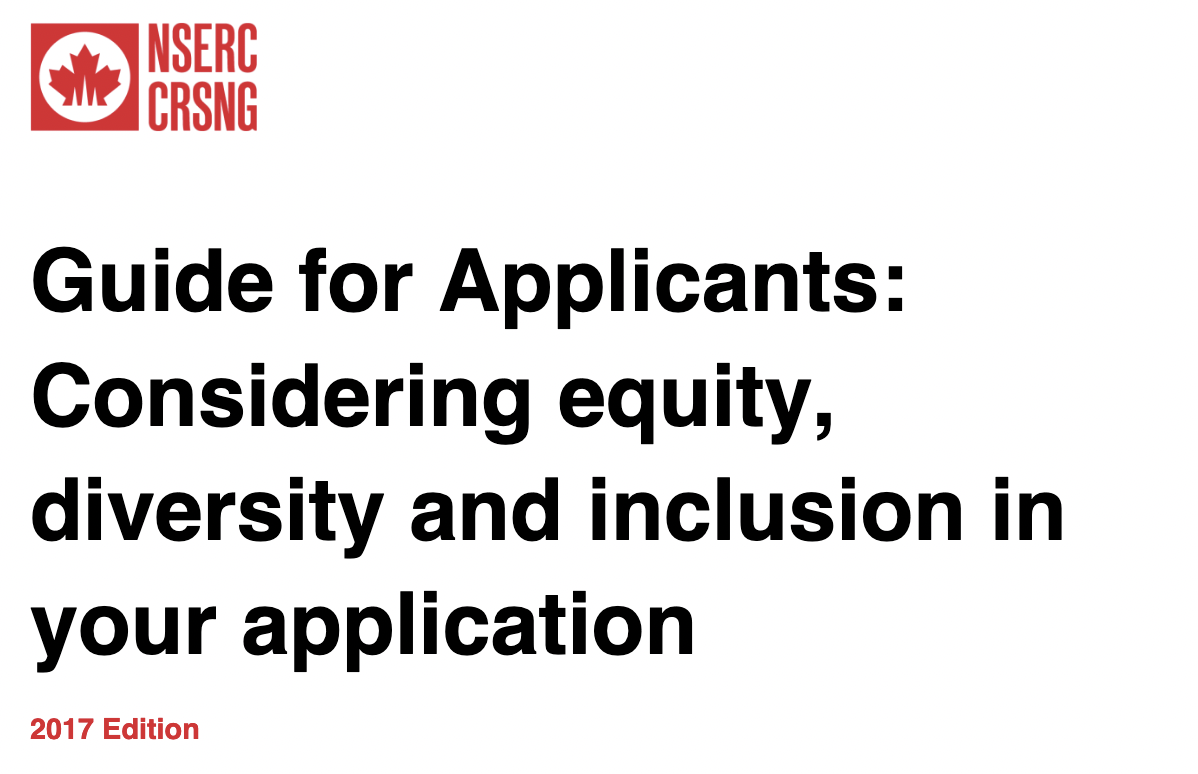 NSERC
CRSNG
Guide for Applicants:
Considering equity,
diversity and inclusion in
your application
2017 Edition